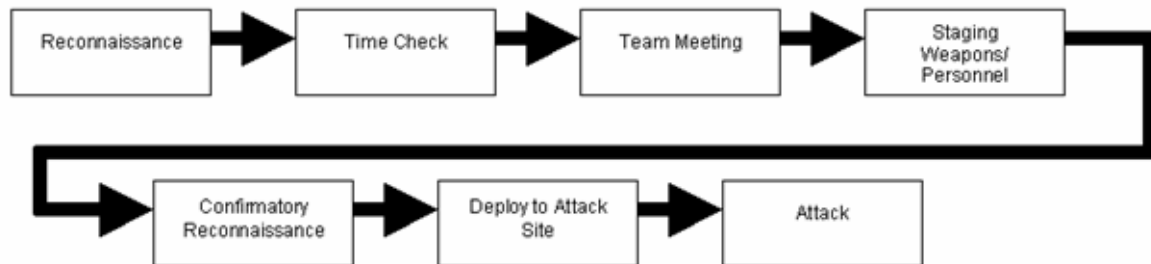 Reconnaissance
Time Check
Team Meeting
Staging
Weapons/
Personnel
Confirmatory
Reconnaissance
Deploy to Attack
Site
Attack